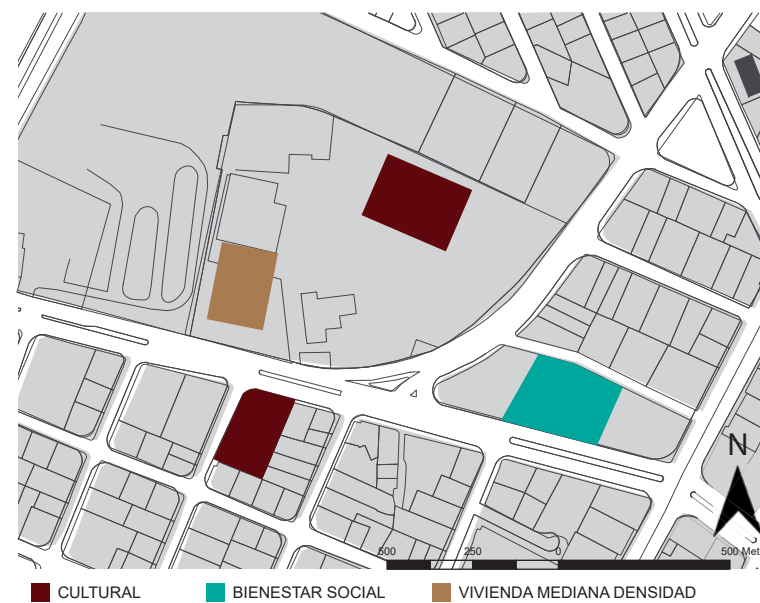 N
500 250 0 500 Met
CULTURAL BIENESTAR SOCIAL VIVIENDA MEDIANA DENSIDAD